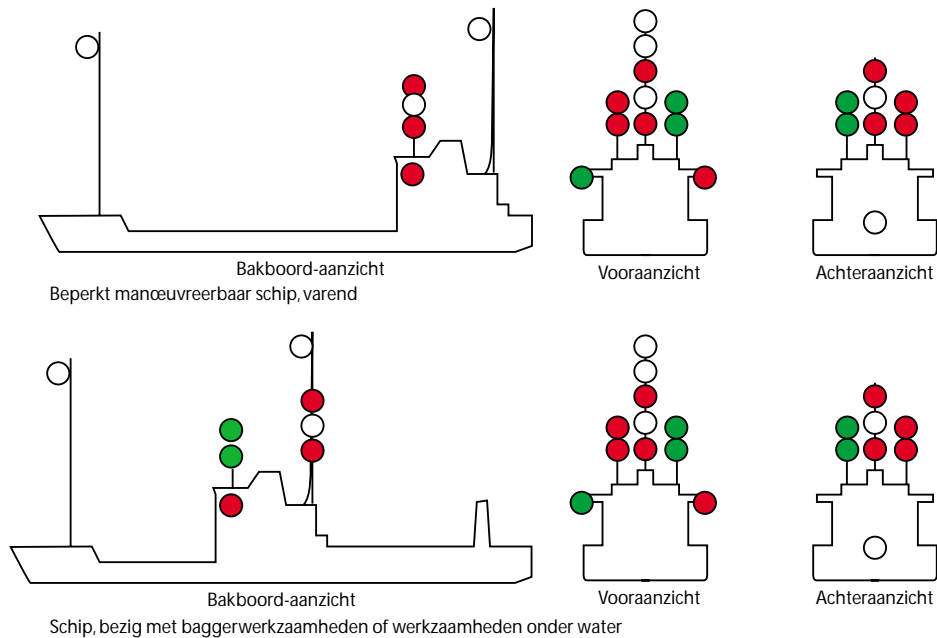 Bakboord-aanzicht
Vooraanzicht
Achteraanzicht
Beperkt manœuvreerbaar schip, varend
Bakboord-aanzicht
Vooraanzicht
Achteraanzicht
Schip, bezig met baggerwerkzaamheden of werkzaamheden onder water